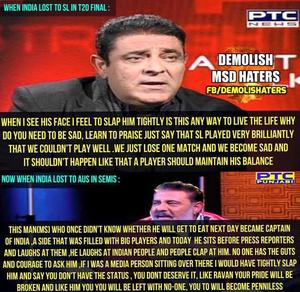 WHEN INDIA LOST TO SL IN T20 FINAL :
PTC
NEWS
DEMOLISH
MSD HATERS
FB/DEMOLISHATERS
WHEN I SEE HIS FACE I FEEL TO SLAP HIM TIGHTLY IS THIS ANY WAY TO LIVE THE LIFE WHY
DO YOU NEED TO BE SAD, LEARN TO PRAISE JUST SAY THAT SL PLAYED VERY BRILLIANTLY
THAT WE COULDN'T PLAY WELL .WE JUST LOSE ONE MATCH AND WE BECOME SAD AND
IT SHOULDN'T HAPPEN LIKE THAT A PLAYER SHOULD MAINTAIN HIS BALANCE
NOW WHEN INDIA LOST TO AUS IN SEMIS :
PTC
PUNJABI
THIS MAN(MS) WHO ONCE DIDN'T KNOW WHETHER HE WILL GET TO EAT NEXT DAY BECAME CAPTAIN
OF INDIA ,A SIDE THAT WAS FILLED WITH BIG PLAYERS AND TODAY HE SITS BEFORE PRESS REPORTERS
AND LAUGHS AT THEM ,HE LAUGHS AT INDIAN PEOPLE AND PEOPLE CLAP AT HIM. NO ONE HAS THE GUTS
AND COURAGE TO ASK HIM ,IF I WAS A MEDIA PERSON SITTING OVER THERE I WOULD HAVE TIGHTLY SLAP
HIM AND SAY YOU DON'T HAVE THE STATUS , YOU DONT DESERVE IT, LIKE RAVAN YOUR PRIDE WILL BE
BROKEN AND LIKE HIM YOU YOU WILL BE LEFT WITH NO-ONE, YOU WILL TO BECOME PENNILESS